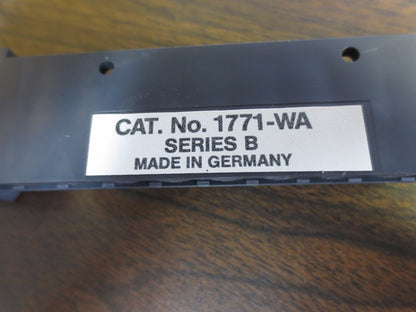 CAT. No. 1771-WA
SERIES B
MADE IN GERMANY